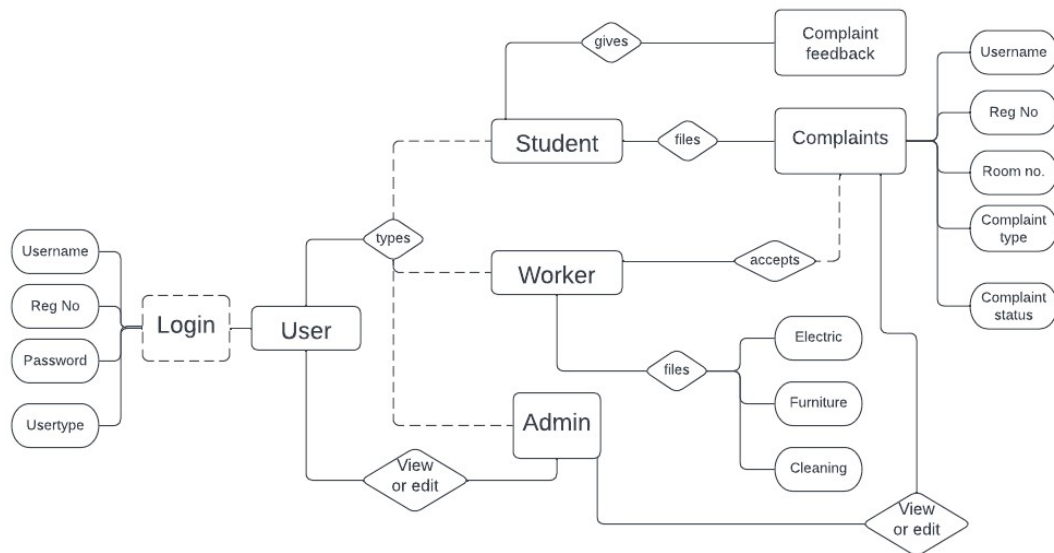 gives
Complaint
feedback
Username
Reg No
Room no.
Complaint
type
Complaint
status
Student
files
Complaints
types
Worker
accepts
Username
Reg No
Password
Usertype
Login
User
files
Electric
Furniture
Cleaning
Admin
View
or edit
View
or edit